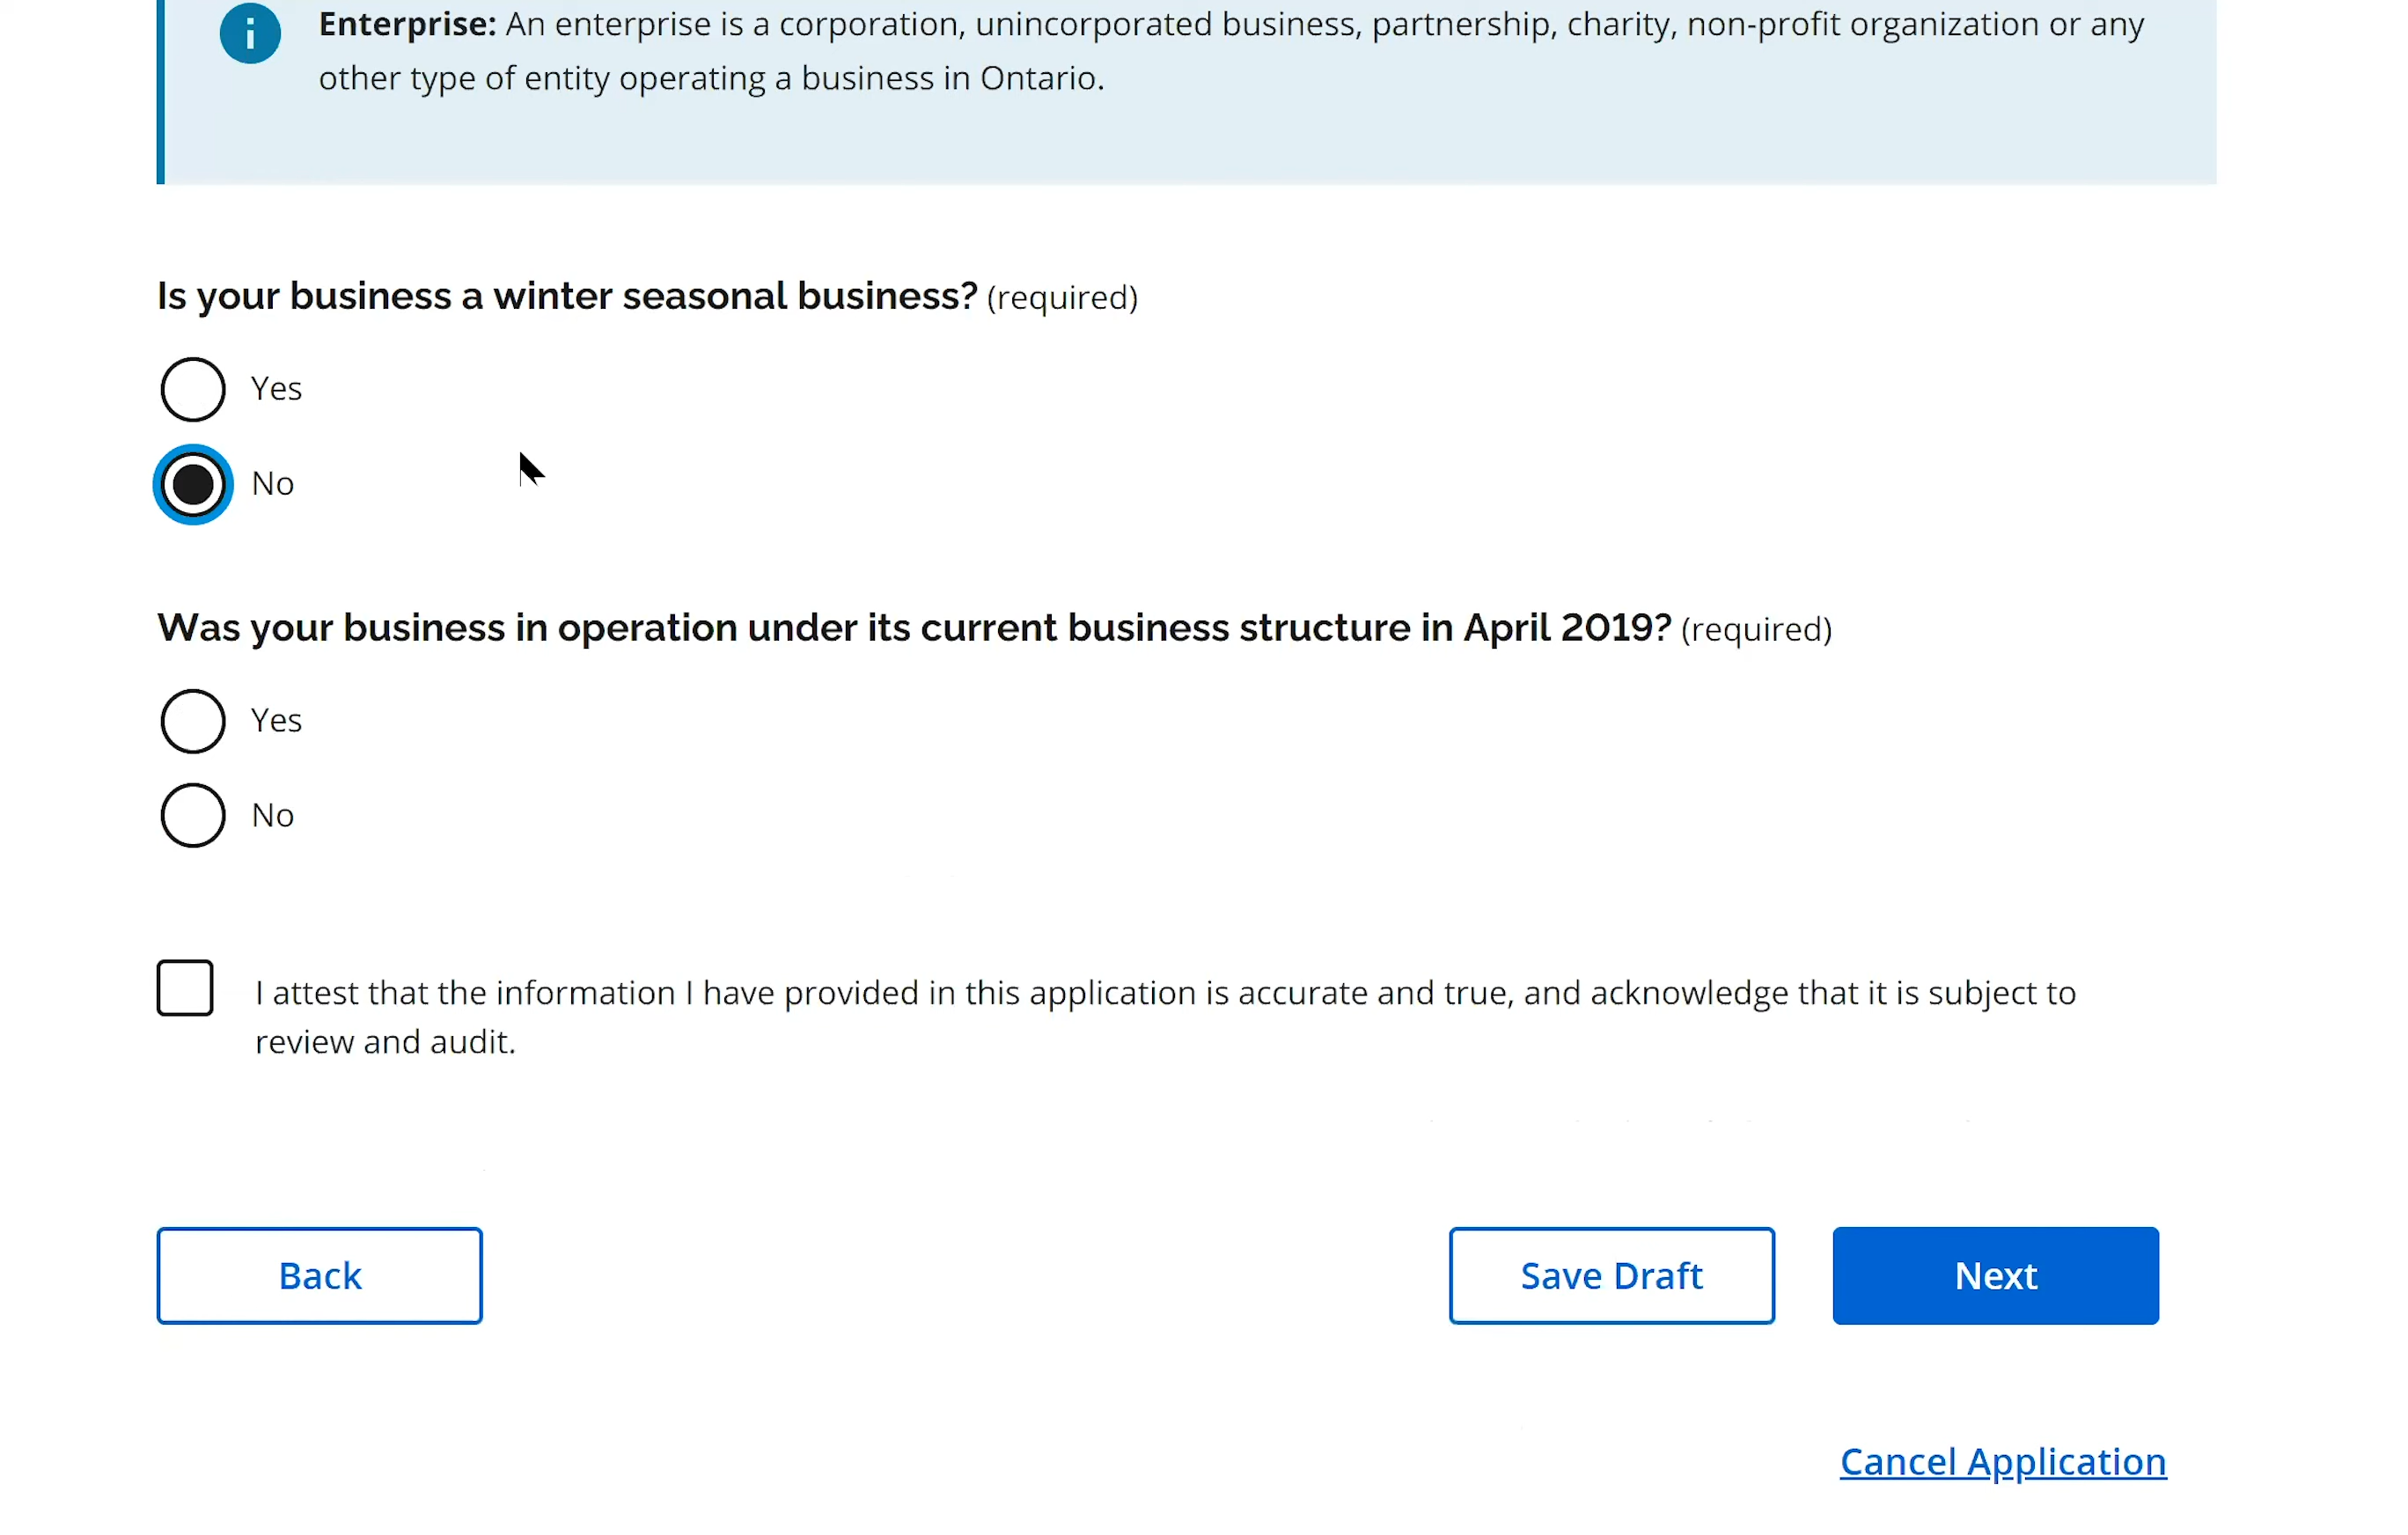 Enterprise: An enterprise is a corporation, unincorporated business, partnership, charity, non-profit organization or any
other type of entity operating a business in Ontario.
Is your business a winter seasonal business? (required)
Yes
No
Was your business in operation under its current business structure in April 2019? (required)
Yes
No
I attest that the information I have provided in this application is accurate and true, and acknowledge that it is subject to
review and audit.
Back
Save Draft
Next
Cancel Application